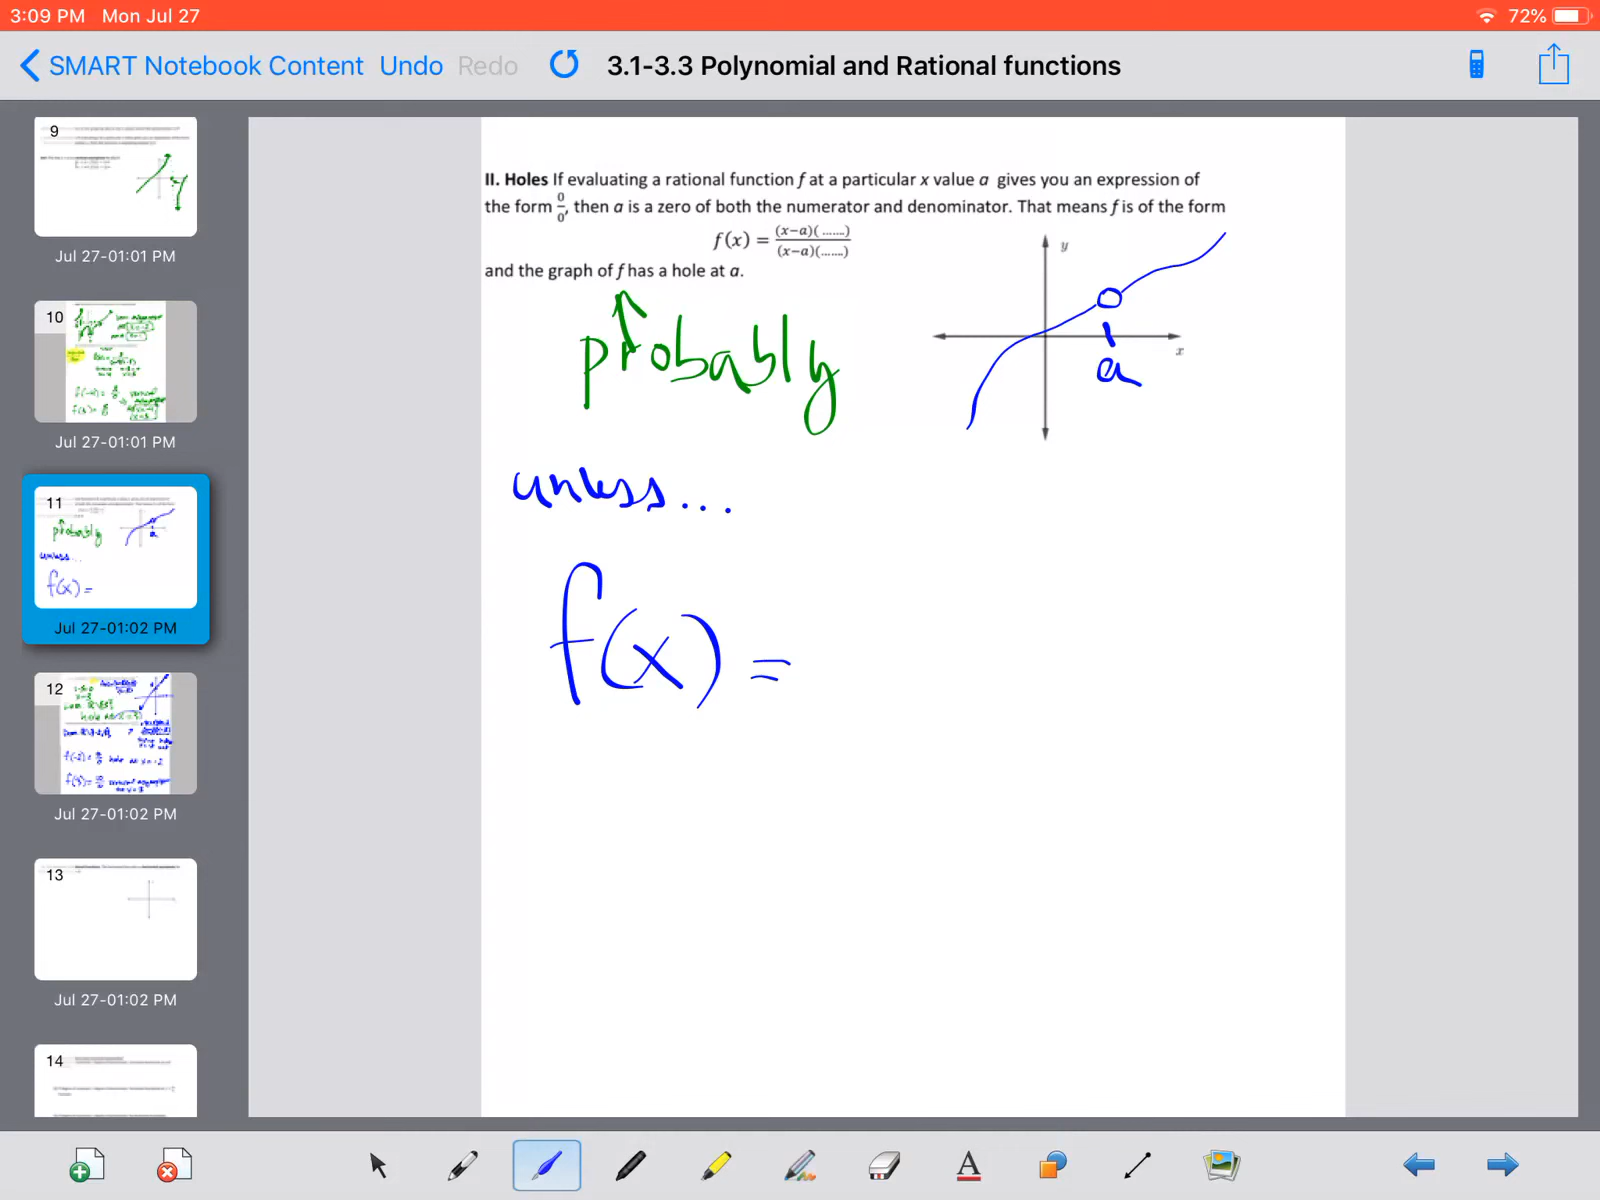 3:09 PM Mon Jul 27
72%
SMART Notebook Content Undo Redo 3.1-3.3 Polynomial and Rational functions
9
Jul 27-01:01 PM
10
Jul 27-01:01 PM
11
probably
a
unless...
f(x) =
Jul 27-01:02 PM
12
Jul 27-01:02 PM
13
Jul 27-01:02 PM
14
II. Holes If evaluating a rational function f at a particular x value a gives you an expression of
the form 0/0, then a is a zero of both the numerator and denominator. That means f is of the form
f(x) = (x−a)( .......) / (x−a)(.......)
and the graph of f has a hole at a.
y
x
a
probably
unless...
f(x) =
A